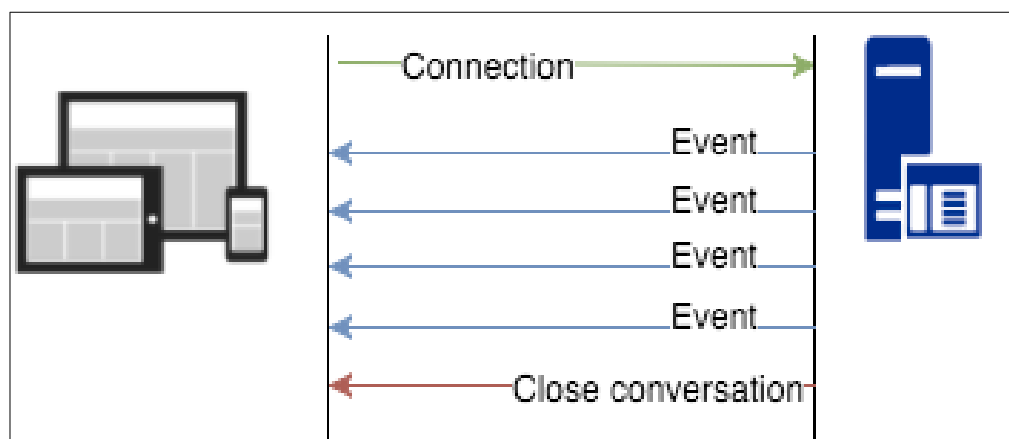 Connection
Event
Event
Event
Event
Close conversation